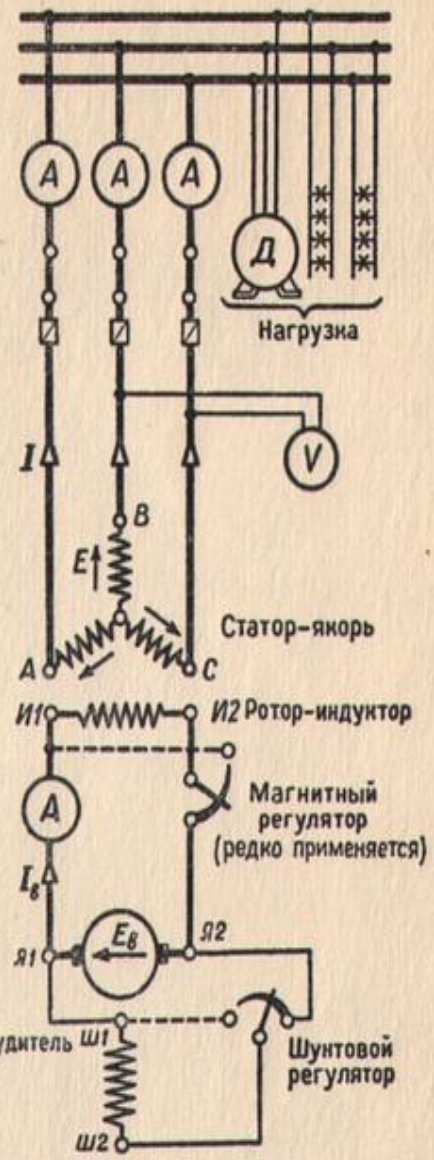 А А А
Д
Нагрузка
I
V
В
E
Статор-якорь
А С
И1 И2 Ротор-индуктор
А
Магнитный
регулятор
(редко применяется)
Iв
Eв
Я1 Я2
Ш1
Шунтовой
регулятор
Ш2